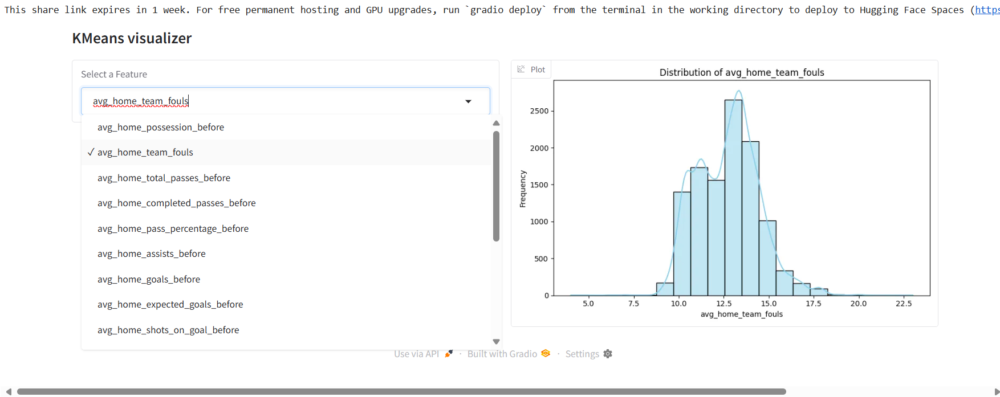 This share link expires in 1 week. For free permanent hosting and GPU upgrades, run `gradio deploy` from the terminal in the working directory to deploy to Hugging Face Spaces (https
KMeans visualizer
Select a Feature
avg_home_team_fouls
avg_home_possession_before
✓ avg_home_team_fouls
avg_home_total_passes_before
avg_home_completed_passes_before
avg_home_pass_percentage_before
avg_home_assists_before
avg_home_goals_before
avg_home_expected_goals_before
avg_home_shots_on_goal_before
Plot
Distribution of avg_home_team_fouls
Frequency
2500
2000
1500
1000
500
0
5.0 7.5 10.0 12.5 15.0 17.5 20.0 22.5
avg_home_team_fouls
Use via API · Built with Gradio · Settings